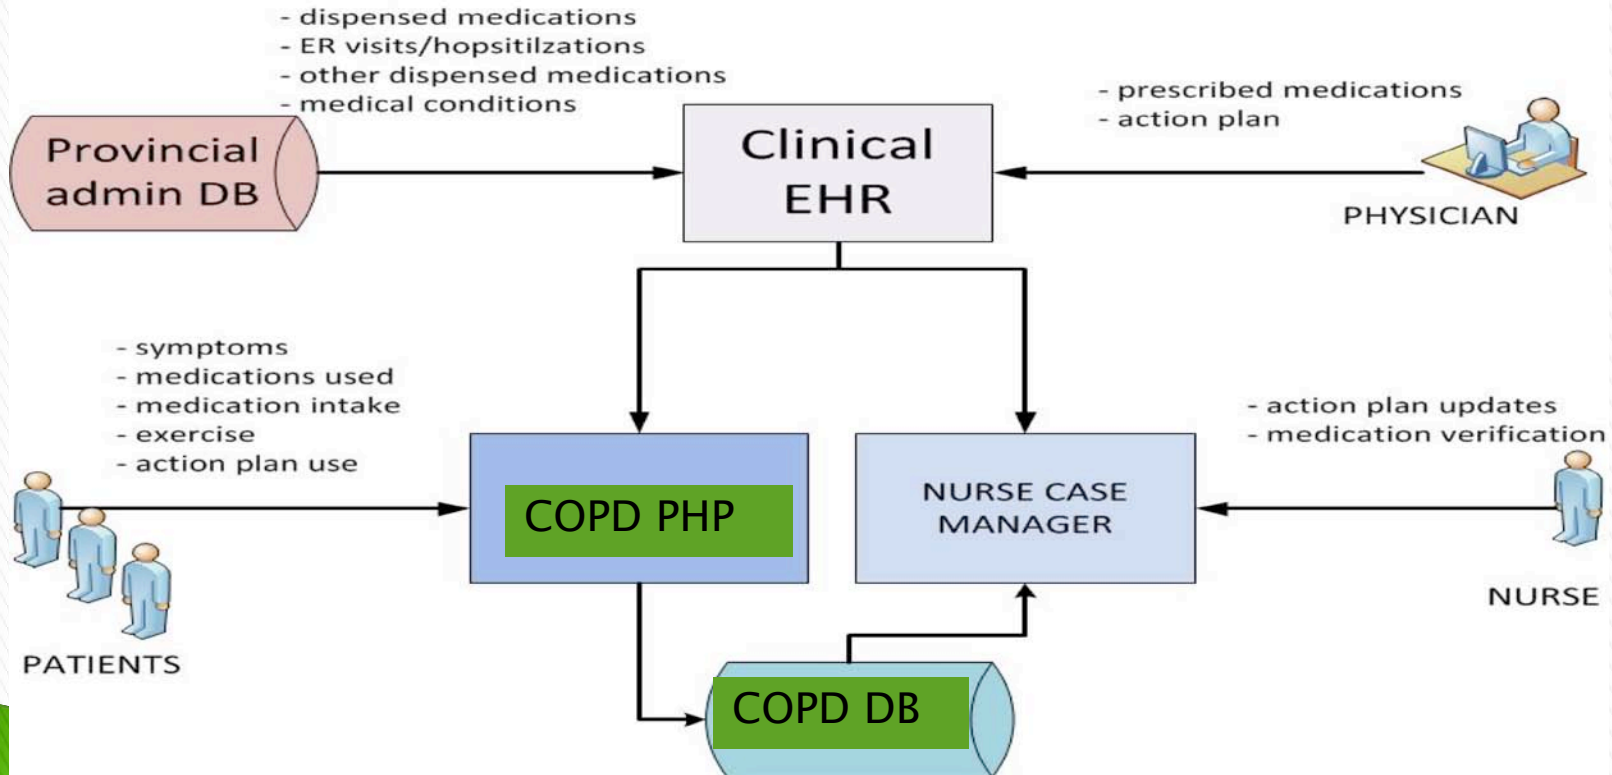 - dispensed medications
- ER visits/hopsitilzations
- other dispensed medications
- medical conditions
Provincial
admin DB
Clinical
EHR
- prescribed medications
- action plan
PHYSICIAN
- symptoms
- medications used
- medication intake
- exercise
- action plan use
PATIENTS
COPD PHP
NURSE CASE
MANAGER
- action plan updates
- medication verification
NURSE
COPD DB